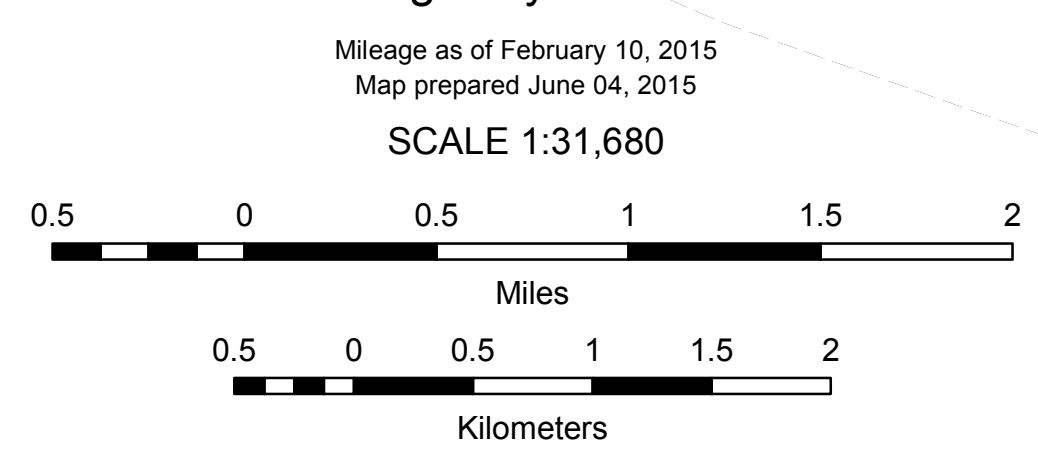 Mileage as of February 10, 2015
Map prepared June 04, 2015
SCALE 1:31,680
0.5 0 0.5 1 1.5 2
Miles
0.5 0 0.5 1 1.5 2
Kilometers